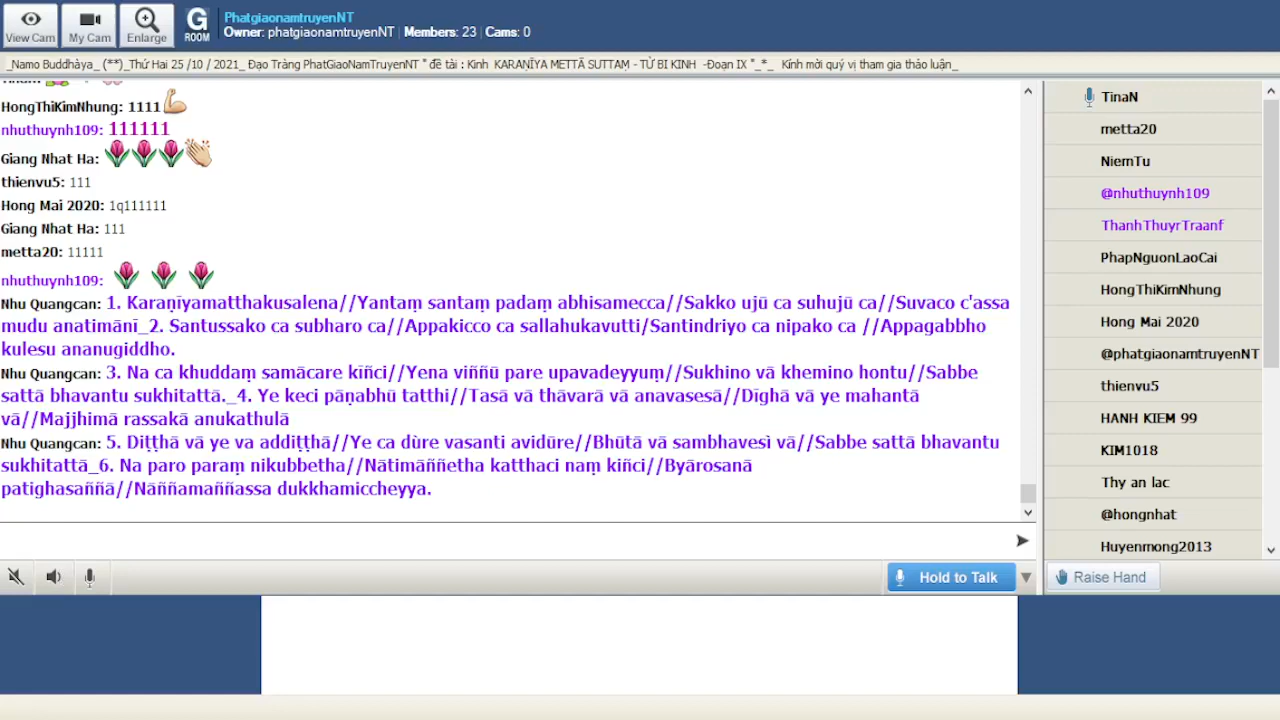 View Cam
My Cam
Enlarge
G
ROOM
PhatgiaonamtruyenNT
Owner: phatgiaonamtruyenNT | Members: 23 | Cams: 0
_Namo Buddhàya_ (**)_Thứ Hai 25 /10 / 2021_ Đạo Tràng PhatGiaoNamTruyenNT " đề tài : Kinh KARAṆĪYA METTĀ SUTTAṂ - TỪ BI KINH -Đoạn IX "_*_ Kính mời quý vị tham gia thảo luận_
HongThiKimNhung: 1111
nhuthuynh109: 111111
Giang Nhat Ha:
thienvu5: 111
Hong Mai 2020: 1q111111
Giang Nhat Ha: 111
metta20: 11111
nhuthuynh109:
Nhu Quangcan: 1. Karaṇīyamatthakusalena//Yantaṃ santaṃ padaṃ abhisamecca//Sakko ujū ca suhujū ca//Suvaco c'assa
mudu anatimānī_2. Santussako ca subharo ca//Appakicco ca sallahukavutti/Santindriyo ca nipako ca //Appagabbho
kulesu ananugiddho.
Nhu Quangcan: 3. Na ca khuddaṃ samācare kiñci//Yena viññū pare upavadeyyuṃ//Sukhino vā khemino hontu//Sabbe
sattā bhavantu sukhitattā._4. Ye keci pāṇabhū tatthi//Tasā vā thāvarā vā anavasesā//Dīghā vā ye mahantā
vā//Majjhimā rassakā anukathulā
Nhu Quangcan: 5. Diṭṭhā vā ye va addiṭṭhā//Ye ca dùre vasanti avidūre//Bhūtā vā sambhavesì vā//Sabbe sattā bhavantu
sukhitattā_6. Na paro paraṃ nikubbetha//Nātimāññetha katthaci naṃ kiñci//Byārosanā
patighasaññā//Nāññamaññassa dukkhamiccheyya.
Hold to Talk
TinaN
metta20
NiemTu
@nhuthuynh109
ThanhThuyrTraanf
PhapNguonLaoCai
HongThiKimNhung
Hong Mai 2020
@phatgiaonamtruyenNT
thienvu5
HANH KIEM 99
KIM1018
Thy an lac
@hongnhat
Huyenmong2013
Raise Hand